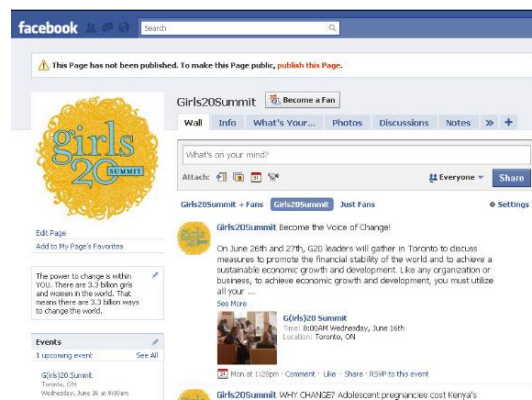 facebook
Search
This Page has not been published. To make this Page public, publish this Page.
girls
20
SUMMIT
Girls20Summit
Become a Fan
Wall Info What's Your... Photos Discussions Notes » +
What's on your mind?
Attach:
31
Everyone
Share
Girls20Summit + Fans Girls20Summit Just Fans
Settings
Edit Page
Add to My Page's Favorites
The power to change is within
YOU. There are 3.3 billion girls
and women in the world. That
means there are 3.3 billion ways
to change the world.
Events
1 upcoming event See All
G(irls)20 Summit
Toronto, ON
Wednesday, June 16 at 8:00am
Girls20Summit Become the Voice of Change!
On June 26th and 27th, G20 leaders will gather in Toronto to discuss
measures to promote the financial stability of the world and to achieve a
sustainable economic growth and development. Like any organization or
business, to achieve economic growth and development, you must utilize
all your ...
See More
G(irls)20 Summit
Time: 8:00AM Wednesday, June 16th
Location: Toronto, ON
31 Mon at 1:28pm · Comment · Like · Share · RSVP to this event
Girls20Summit WHY CHANGE? Adolescent pregnancies cost Kenya's